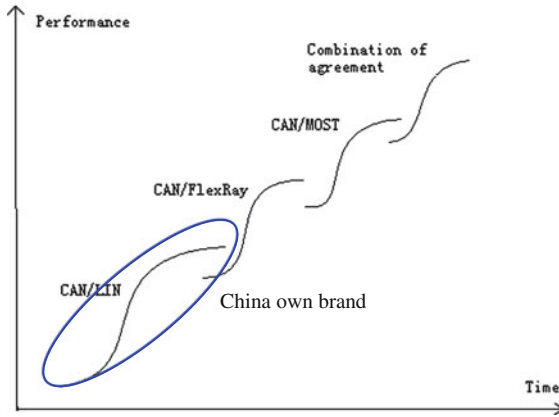 Performance
Combination of
agreement
CAN/MOST
CAN/FlexRay
CAN/LIN
China own brand
Time